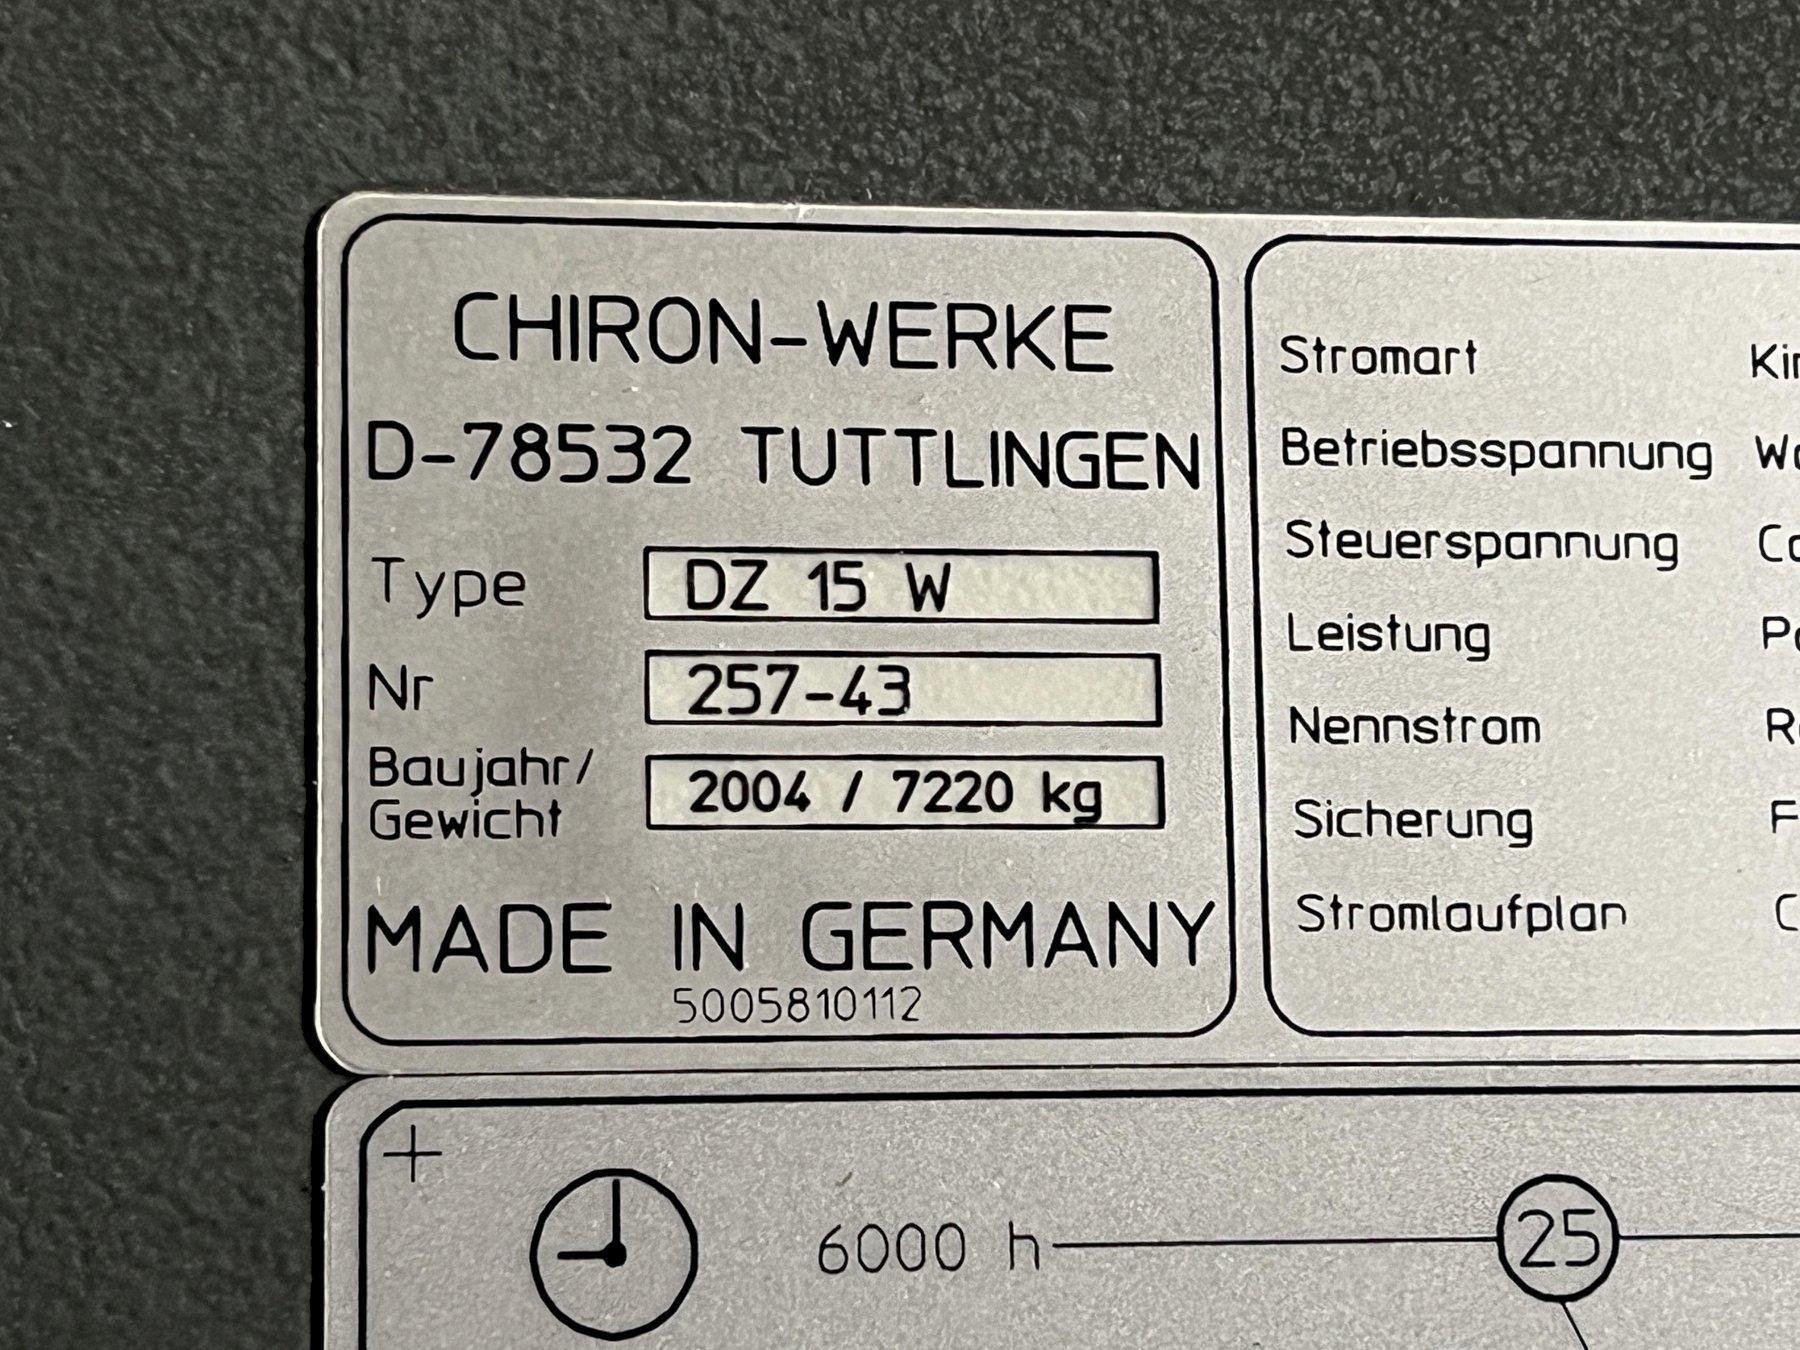 CHIRON-WERKE
D-78532 TUTTLINGEN
Type DZ 15 W
Nr 257-43
Baujahr/
Gewicht 2004 / 7220 kg
MADE IN GERMANY
5005810112
Stromart
Betriebsspannung
Steuerspannung
Leistung
Nennstrom
Sicherung
Stromlaufplan
6000 h 25